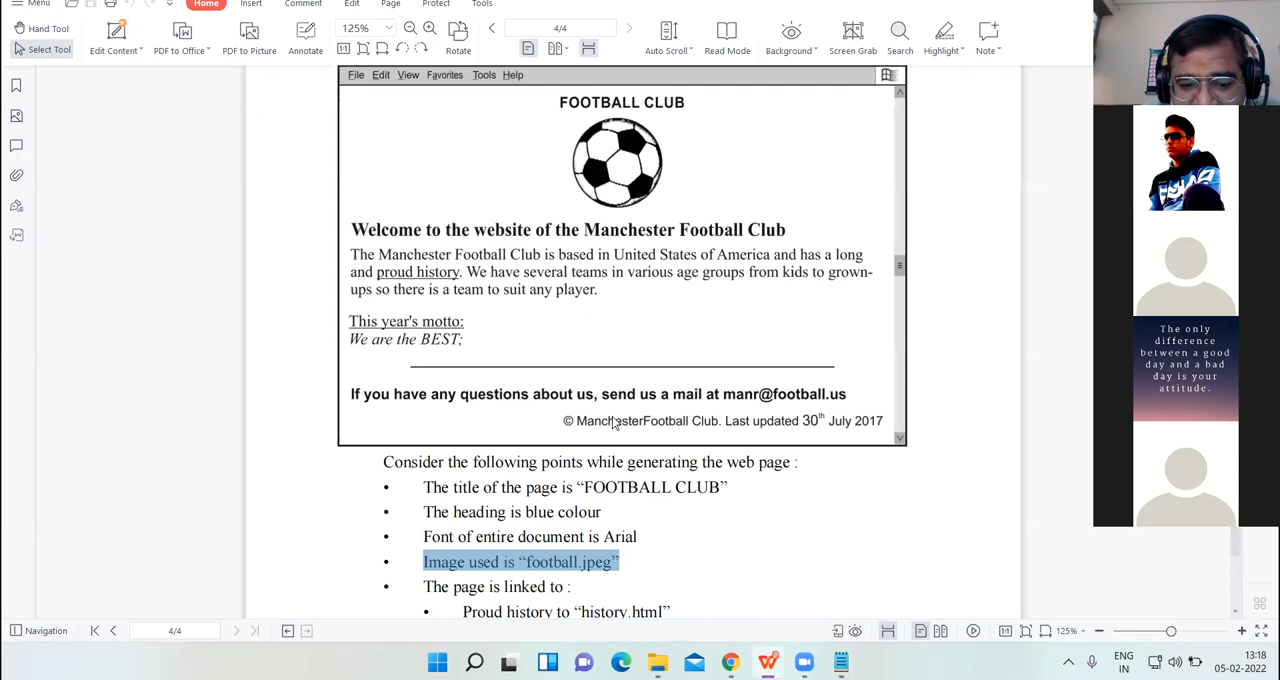 Menu Home Insert Comment Edit Page Protect Tools
Hand Tool
Select Tool
Edit Content PDF to Office PDF to Picture Annotate
125%
4/4
Rotate Auto Scroll Read Mode Background Screen Grab Search Highlight Note
File Edit View Favorites Tools Help
FOOTBALL CLUB
Welcome to the website of the Manchester Football Club
The Manchester Football Club is based in United States of America and has a long
and proud history. We have several teams in various age groups from kids to grown-
ups so there is a team to suit any player.
This year's motto:
We are the BEST;
If you have any questions about us, send us a mail at manr@football.us
© ManchesterFootball Club. Last updated 30th July 2017
Consider the following points while generating the web page :
• The title of the page is “FOOTBALL CLUB”
• The heading is blue colour
• Font of entire document is Arial
• Image used is “football.jpeg”
• The page is linked to :
• Proud history to “history.html”
The only
difference
between a good
day and a bad
day is your
attitude.
Navigation 4/4 125%
ENG
IN
13:18
05-02-2022